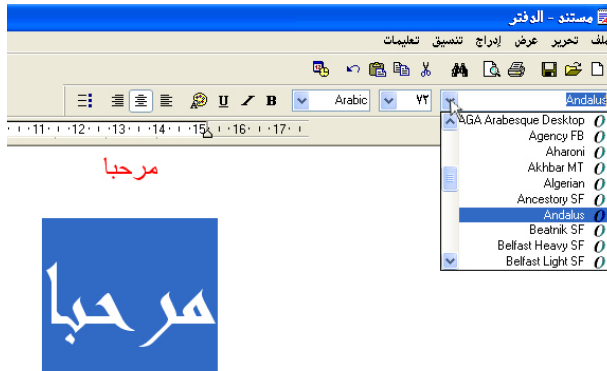 مستند - الدفتر
ملف تحرير عرض إدراج تنسيق تعليمات
Andalus ٧٢ Arabic B U
AGA Arabesque Desktop
Agency FB
Aharoni
Akhbar MT
Algerian
Ancestory SF
Andalus
Beatnik SF
Belfast Heavy SF
Belfast Light SF
11 12 13 14 15 16 17
مرحبا
مرحبا